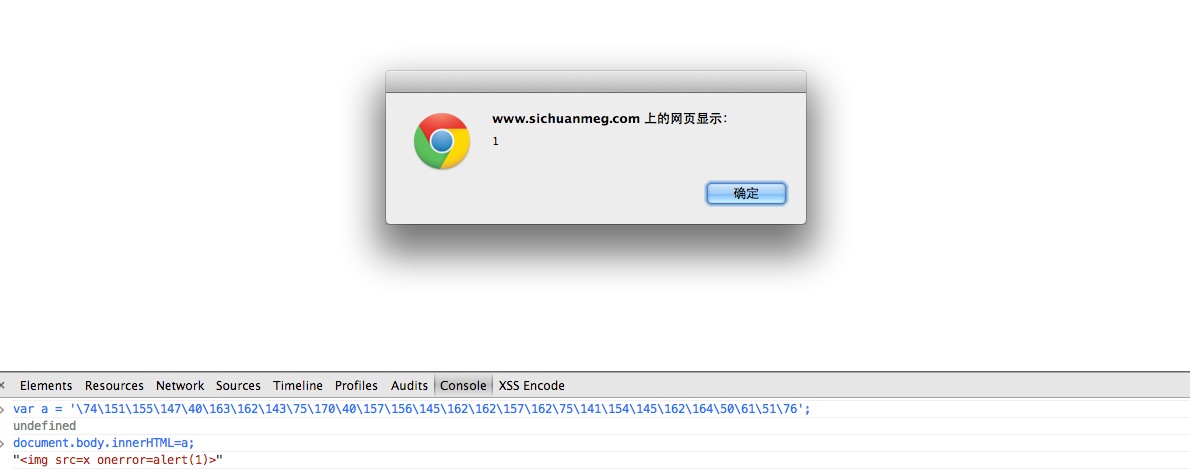 www.sichuanmeg.com 上的网页显示：
1
确定
× Elements Resources Network Sources Timeline Profiles Audits Console XSS Encode
> var a = '\74\151\155\147\40\163\162\143\75\170\40\157\156\145\162\162\157\162\75\141\154\145\162\164\50\61\51\76';
undefined
> document.body.innerHTML=a;
"<img src=x onerror=alert(1)>"